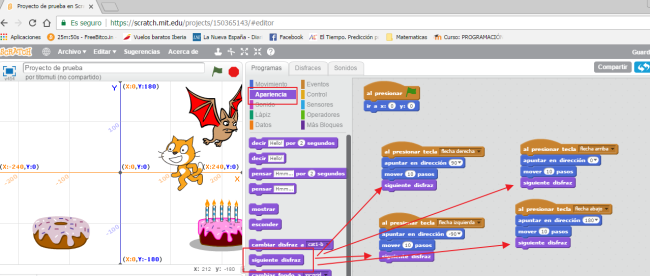 Proyecto de prueba en Scr
Es seguro | https://scratch.mit.edu/projects/150365143/#editor
Aplicaciones 25m:50s - FreeBitco.in Vuelos baratos Iberia La Nueva España - Dia AL El Tiempo. Predicción p Matematicas Curso: PROGRAMACIÓ
SCRATCH Archivo Editar Sugerencias Acerca de Guard
Proyecto de prueba
por tilomuti (no compartido)
Programas Disfraces Sonidos Compartir
Movimiento Eventos
Apariencia Control
Sonido Sensores
Lápiz Operadores
Datos Más Bloques
Y (X:0,Y:180)
(X:-240,Y:0) (X:0,Y:0) (X:240,Y:0)
X
(X:0,Y:-180)
x: 212 y: -180
decir Hello! por 2 segundos
decir Hello!
pensar Hmm... por 2 segundos
pensar Hmm...
mostrar
esconder
cambiar disfraz a
siguiente disfraz
cambiar fondo a
al presionar
ir a x: 0 y: 0
al presionar tecla flecha derecha
apuntar en dirección 90
mover 10 pasos
siguiente disfraz
al presionar tecla flecha arriba
apuntar en dirección 0
mover 10 pasos
siguiente disfraz
al presionar tecla flecha izquierda
apuntar en dirección -90
mover 10 pasos
siguiente disfraz
al presionar tecla flecha abajo
apuntar en dirección 180
mover 10 pasos
siguiente disfraz